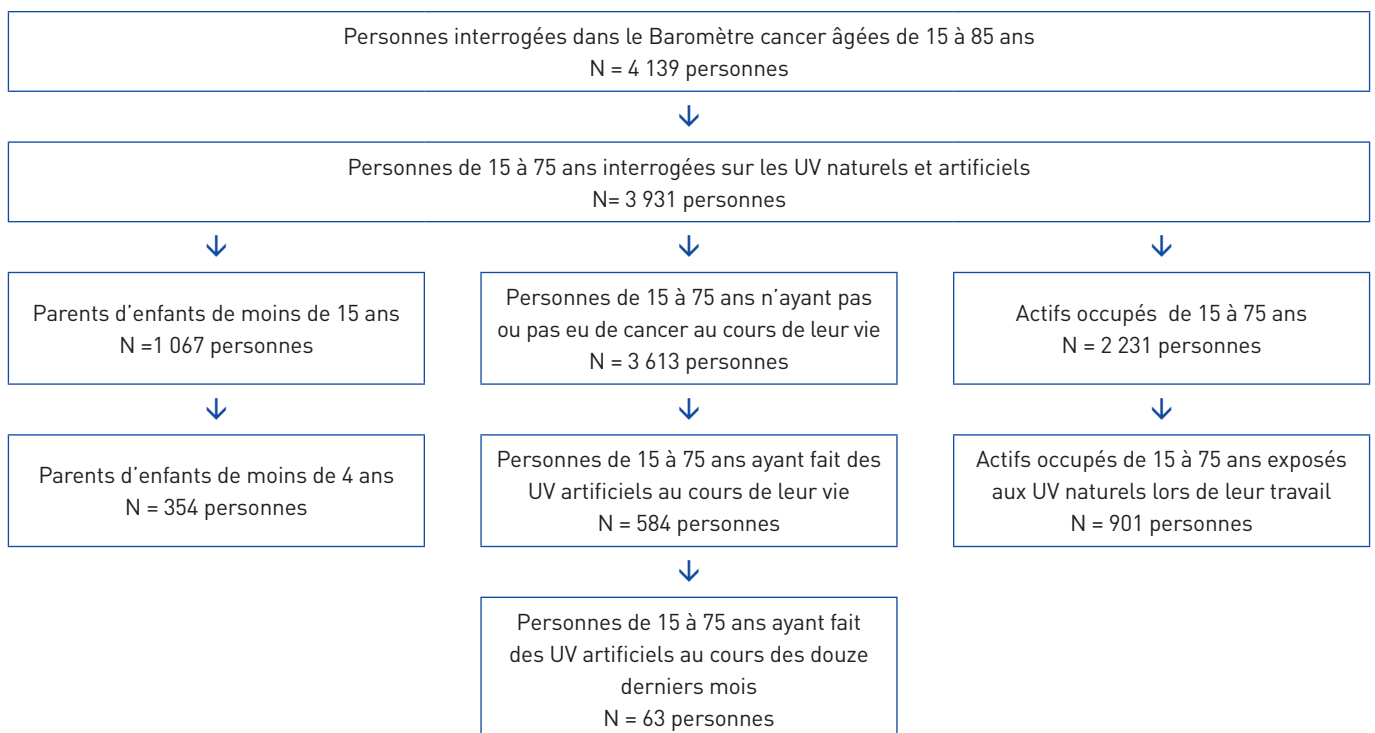 Personnes interrogées dans le Baromètre cancer âgées de 15 à 85 ans
N = 4 139 personnes
Personnes de 15 à 75 ans interrogées sur les UV naturels et artificiels
N= 3 931 personnes
Parents d’enfants de moins de 15 ans
N =1 067 personnes
Personnes de 15 à 75 ans n’ayant pas
ou pas eu de cancer au cours de leur vie
N = 3 613 personnes
Actifs occupés de 15 à 75 ans
N = 2 231 personnes
Parents d’enfants de moins de 4 ans
N = 354 personnes
Personnes de 15 à 75 ans ayant fait des
UV artificiels au cours de leur vie
N = 584 personnes
Actifs occupés de 15 à 75 ans exposés
aux UV naturels lors de leur travail
N = 901 personnes
Personnes de 15 à 75 ans ayant fait
des UV artificiels au cours des douze
derniers mois
N = 63 personnes